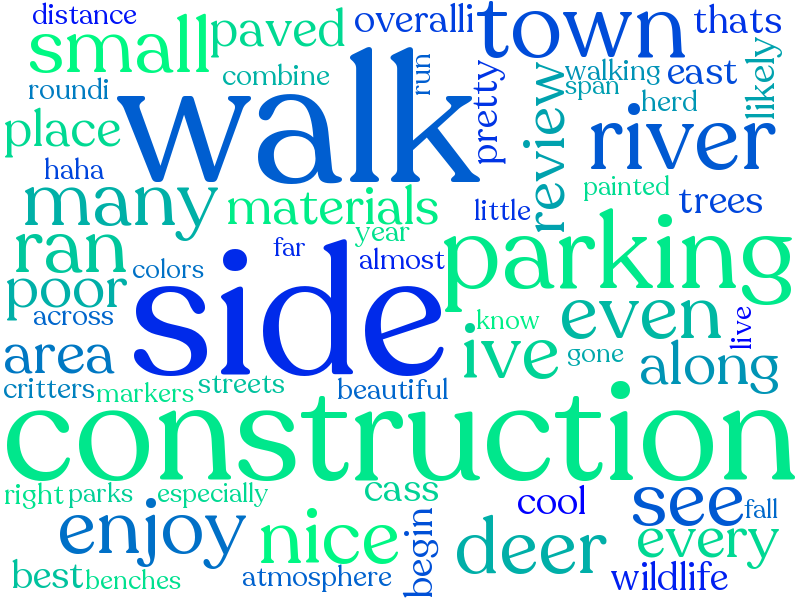 distance
small
paved
overalli
town
thats
roundi
combine
run
pretty
walking
span
east
likely
place
walk
review
herd
river
haha
many
materials
little
painted
trees
ran
colors
far
year
almost
parking
poor
across
side
know
even
live
area
ive
gone
along
critters
markers
streets
beautiful
construction
right
parks
especially
cass
cool
see
fall
enjoy
nice
begin
deer
every
best
benches
atmosphere
wildlife